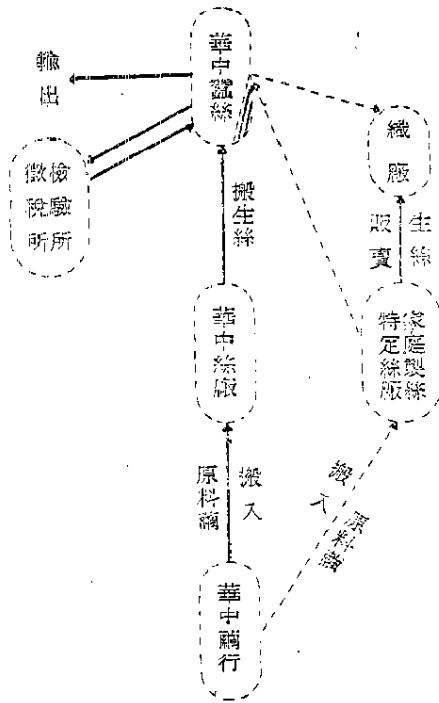 輸出
華中蠶絲
織廠
檢驗所
徵稅所
搬生絲
生絲
販賣
華中絲廠
家庭製絲
特定絲廠
搬入
原料繭
搬入
原料繭
華中繭行